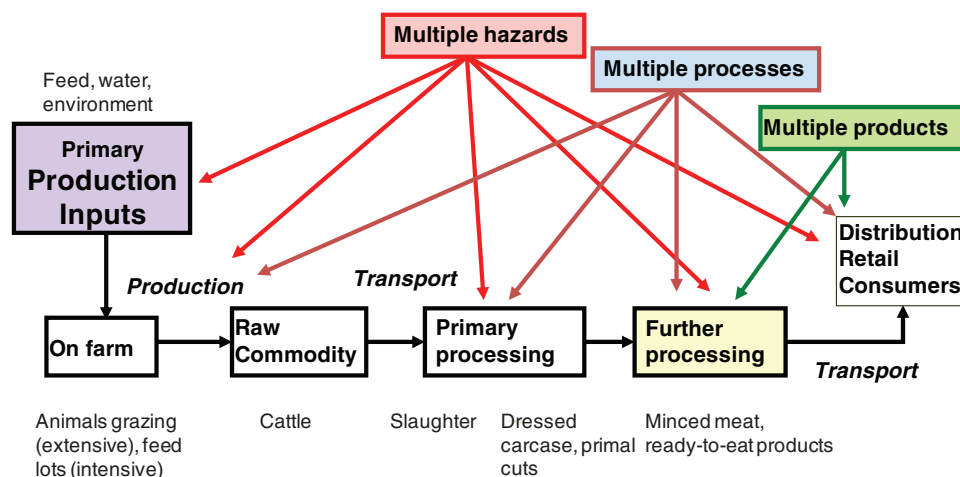 Multiple hazards
Multiple processes
Multiple products
Feed, water,
environment
Primary
Production
Inputs
Distribution
Retail
Consumers
Production
Transport
On farm
Raw
Commodity
Primary
processing
Further
processing
Transport
Animals grazing
(extensive), feed
lots (intensive)
Cattle
Slaughter
Dressed
carcase, primal
cuts
Minced meat,
ready-to-eat products